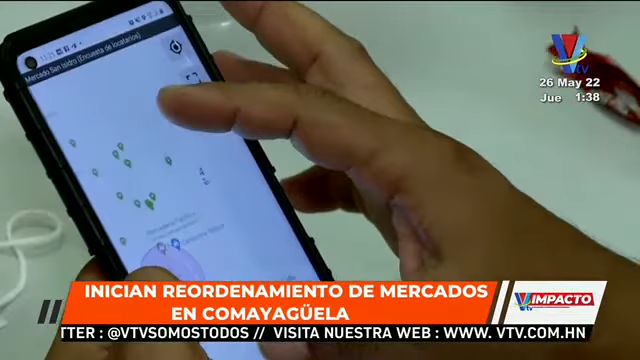 Mercado San Isidro (Encuesta de locatarios)
VTV
26 May 22
Jue 1:38
INICIAN REORDENAMIENTO DE MERCADOS
EN COMAYAGÜELA
IMPACTO
TTER : @VTVSOMOSTODOS // VISITA NUESTRA WEB : WWW. VTV.COM.HN